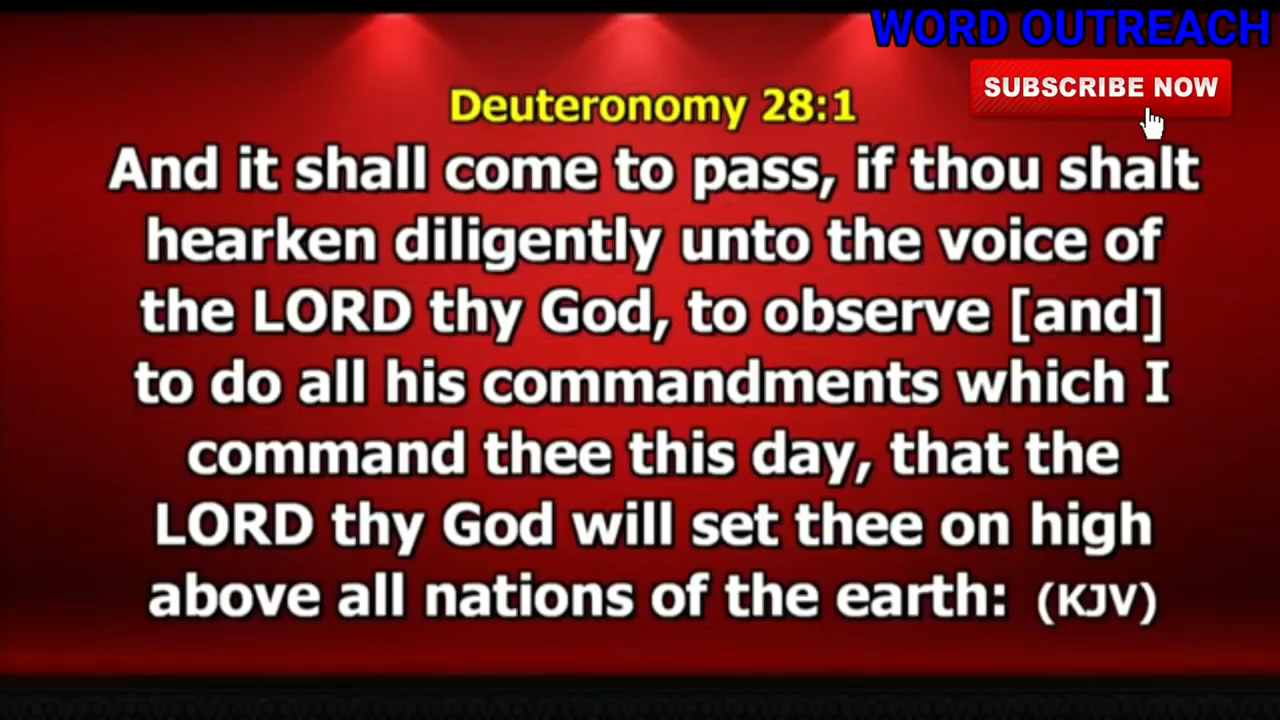 WORD OUTREACH
SUBSCRIBE NOW
Deuteronomy 28:1
And it shall come to pass, if thou shalt
hearken diligently unto the voice of
the LORD thy God, to observe [and]
to do all his commandments which I
command thee this day, that the
LORD thy God will set thee on high
above all nations of the earth: (KJV)